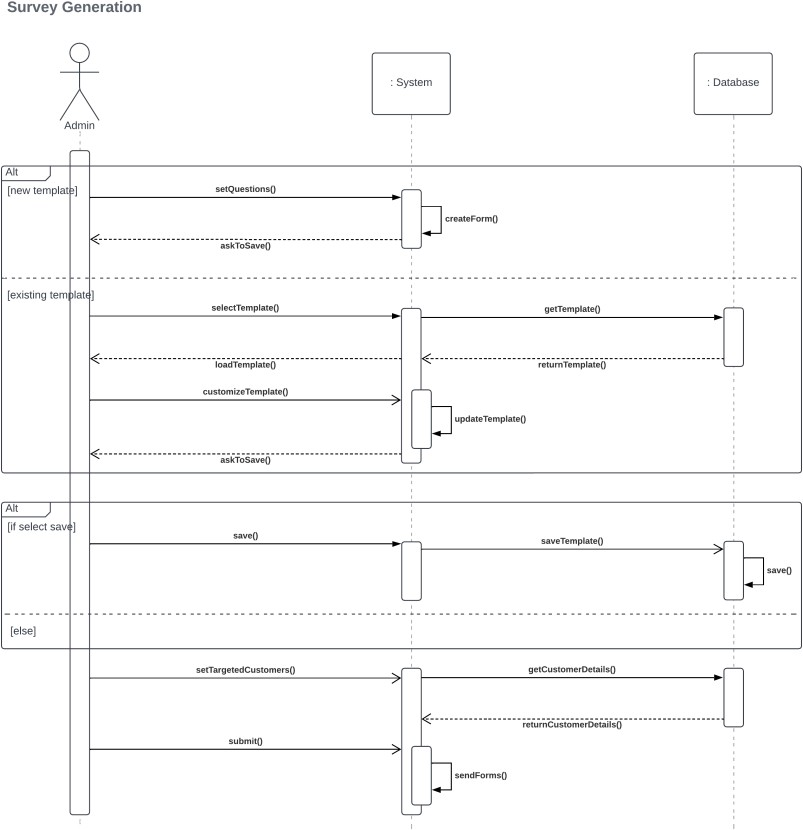 Survey Generation
: System
: Database
Admin
Alt
[new template]
setQuestions()
createForm()
askToSave()
[existing template]
selectTemplate()
getTemplate()
loadTemplate()
returnTemplate()
customizeTemplate()
updateTemplate()
askToSave()
Alt
[if select save]
save()
saveTemplate()
save()
[else]
setTargetedCustomers()
getCustomerDetails()
returnCustomerDetails()
submit()
sendForms()